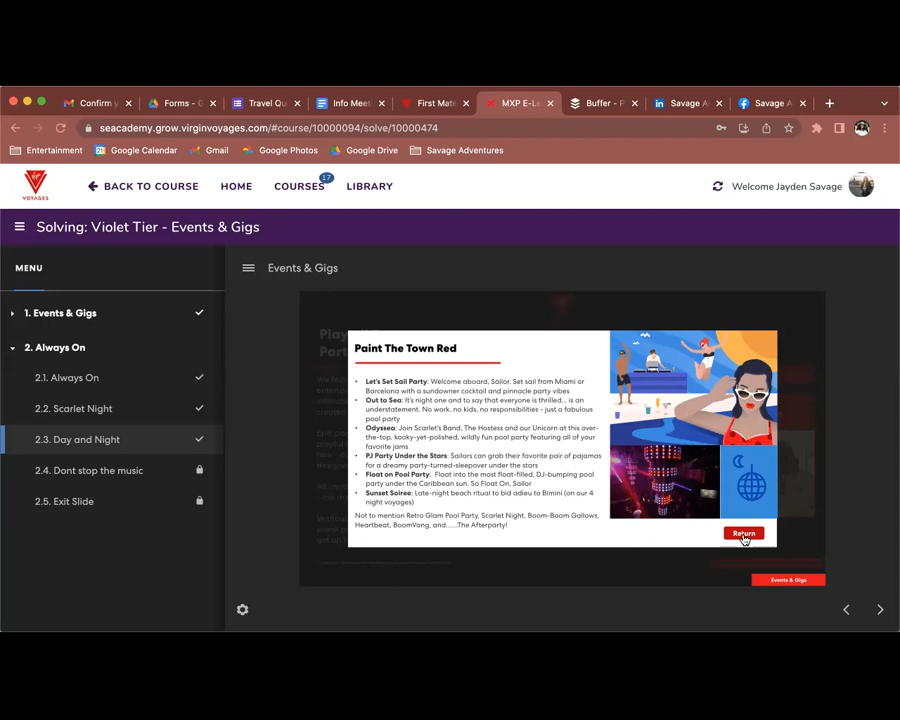 Confirm y
Forms - G
Travel Qu
Info Meet
First Mate
MXP E-Le
Buffer - P
Savage A
Savage A
seacademy.grow.virginvoyages.com/#course/10000094/solve/10000474
Entertainment
Google Calendar
Gmail
Google Photos
Google Drive
Savage Adventures
VOYAGES
BACK TO COURSE
HOME
COURSES
17
LIBRARY
Welcome Jayden Savage
Solving: Violet Tier - Events & Gigs
MENU
1. Events & Gigs
2. Always On
2.1. Always On
2.2. Scarlet Night
2.3. Day and Night
2.4. Dont stop the music
2.5. Exit Slide
Events & Gigs
Paint The Town Red
• Let's Set Sail Party: Welcome aboard, Sailor. Set sail from Miami or
Barcelona with a sundowner cocktail and pinnacle party vibes
• Out to Sea: It's night one and to say that everyone is thrilled... is an
understatement. No work, no kids, no responsibilities - just a fabulous
pool party
• Odyssea: Join Scarlet's Band, The Hostess and our Unicorn at this over-
the-top, kooky-yet-polished, wildly fun pool party featuring all of your
favorite jams
• PJ Party Under the Stars: Sailors can grab their favorite pair of pajamas
for a dreamy party-turned-sleepover under the stars
• Float on Pool Party: Float into the most float-filled, DJ-bumping pool
party under the Caribbean sun. So Float On, Sailor
• Sunset Soiree: Late-night beach ritual to bid adieu to Bimini (on our 4
night voyages)
Not to mention Retro Glam Pool Party, Scarlet Night, Boom-Boom Gallows,
Heartbeat, BoomVang, and......The Afterparty!
Return
Events & Gigs